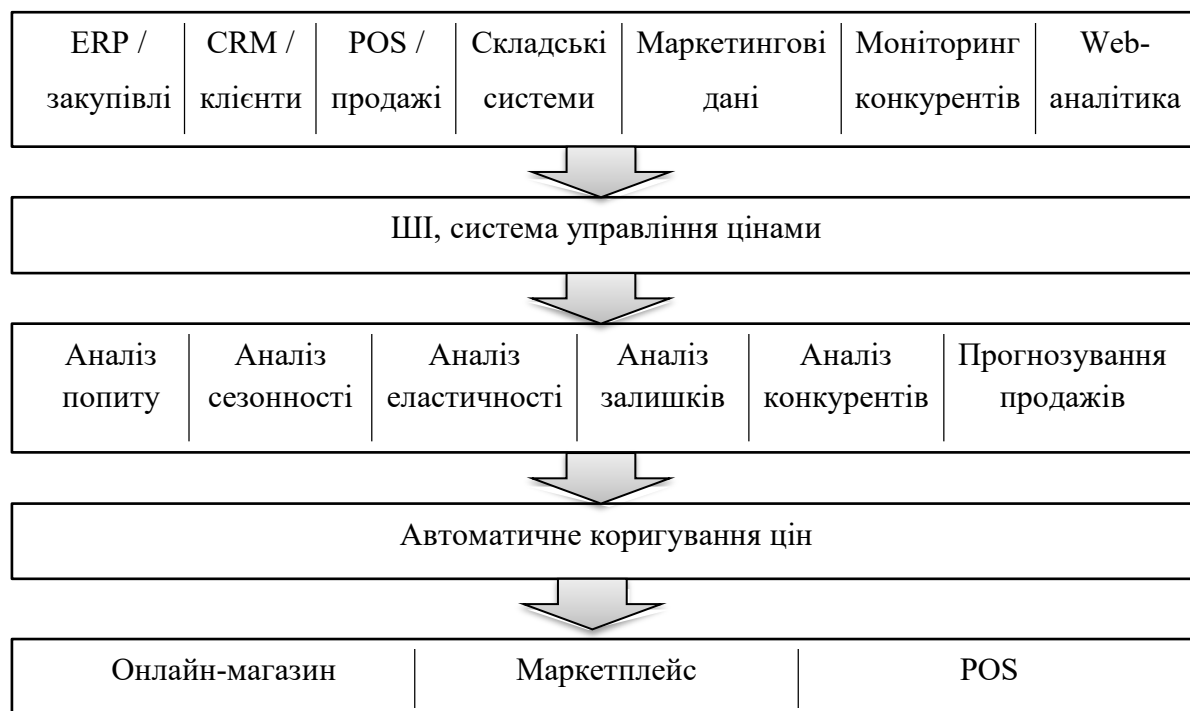 ERP /
закупівлі
CRM /
клієнти
POS /
продажі
Складські
системи
Маркетингові
дані
Моніторинг
конкурентів
Web-
аналітика
ШІ, система управління цінами
Аналіз
попиту
Аналіз
сезонності
Аналіз
еластичності
Аналіз
залишків
Аналіз
конкурентів
Прогнозування
продажів
Автоматичне коригування цін
Онлайн-магазин
Маркетплейс
POS